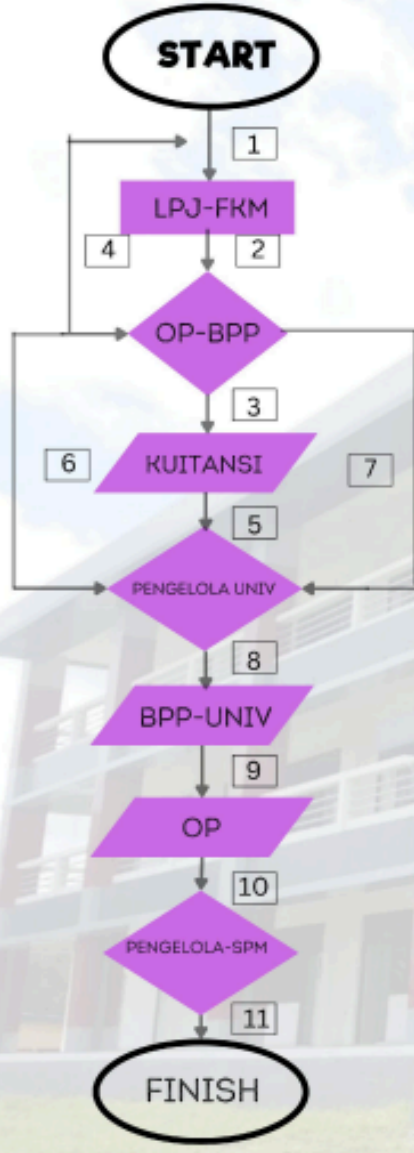 START
1
LPJ-FKM
4
2
OP-BPP
3
KUITANSI
6
7
5
PENGELOLA UNIV
8
BPP-UNIV
9
OP
10
PENGELOLA-SPM
11
FINISH